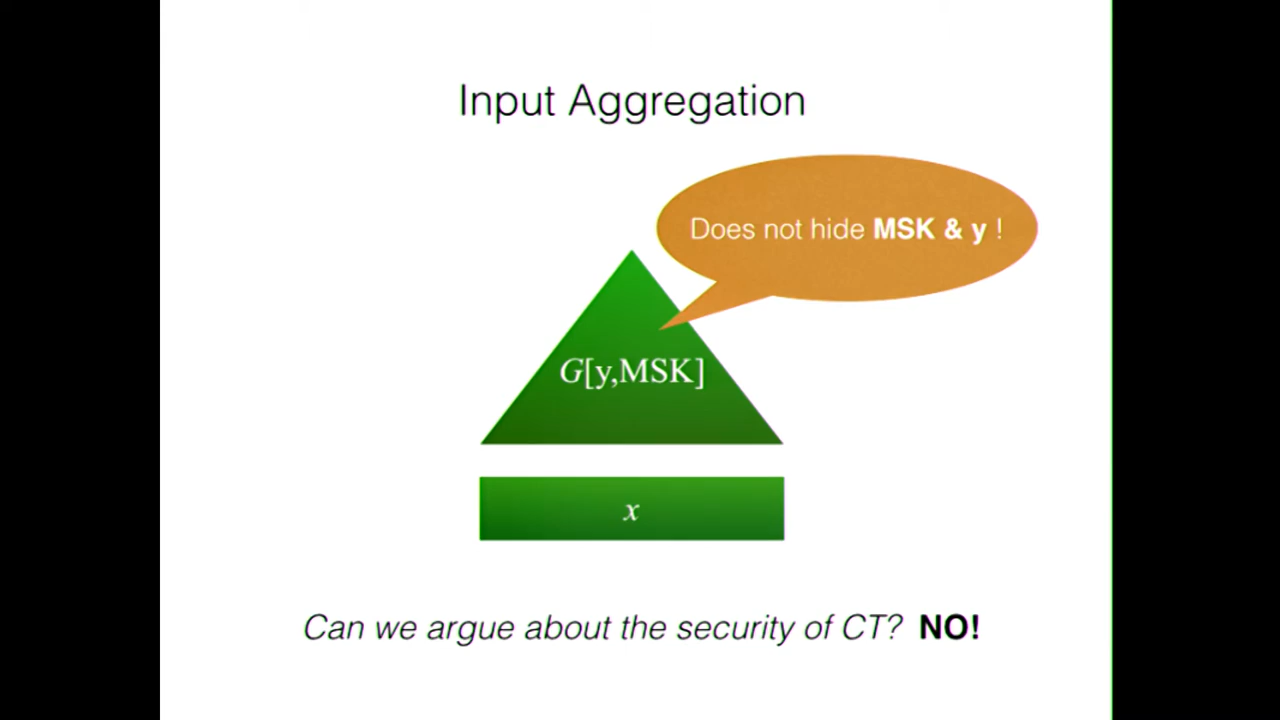 Input Aggregation
Does not hide MSK & y !
G[y,MSK]
x
Can we argue about the security of CT? NO!